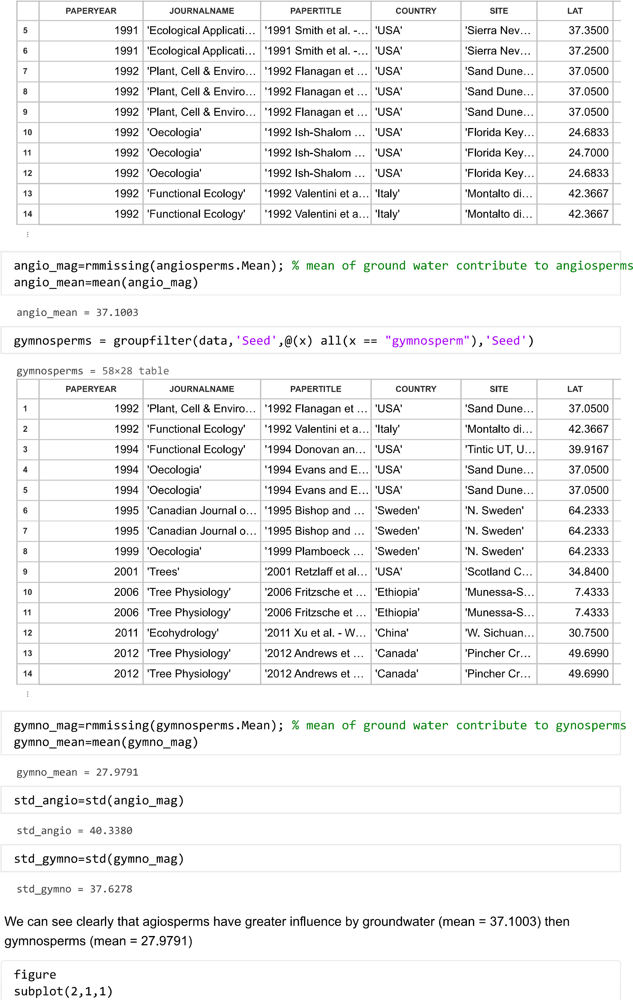 PAPERYEAR JOURNALNAME PAPERTITLE COUNTRY SITE LAT
5 1991 'Ecological Applicati... '1991 Smith et al. -... 'USA' 'Sierra Nev... 37.3500
6 1991 'Ecological Applicati... '1991 Smith et al. -... 'USA' 'Sierra Nev... 37.2500
7 1992 'Plant, Cell & Enviro... '1992 Flanagan et ... 'USA' 'Sand Dune... 37.0500
8 1992 'Plant, Cell & Enviro... '1992 Flanagan et ... 'USA' 'Sand Dune... 37.0500
9 1992 'Plant, Cell & Enviro... '1992 Flanagan et ... 'USA' 'Sand Dune... 37.0500
10 1992 'Oecologia' '1992 Ish-Shalom ... 'USA' 'Florida Key... 24.6833
11 1992 'Oecologia' '1992 Ish-Shalom ... 'USA' 'Florida Key... 24.7000
12 1992 'Oecologia' '1992 Ish-Shalom ... 'USA' 'Florida Key... 24.6833
13 1992 'Functional Ecology' '1992 Valentini et a... 'Italy' 'Montalto di... 42.3667
14 1992 'Functional Ecology' '1992 Valentini et a... 'Italy' 'Montalto di... 42.3667
⋮
angio_mag=rmmissing(angiosperms.Mean); % mean of ground water contribute to angiosperms
angio_mean=mean(angio_mag)
angio_mean = 37.1003
gymnosperms = groupfilter(data,'Seed',@(x) all(x == "gymnosperm"),'Seed')
gymnosperms = 58×28 table
PAPERYEAR JOURNALNAME PAPERTITLE COUNTRY SITE LAT
1 1992 'Plant, Cell & Enviro... '1992 Flanagan et ... 'USA' 'Sand Dune... 37.0500
2 1992 'Functional Ecology' '1992 Valentini et a... 'Italy' 'Montalto di... 42.3667
3 1994 'Functional Ecology' '1994 Donovan an... 'USA' 'Tintic UT, U... 39.9167
4 1994 'Oecologia' '1994 Evans and E... 'USA' 'Sand Dune... 37.0500
5 1994 'Oecologia' '1994 Evans and E... 'USA' 'Sand Dune... 37.0500
6 1995 'Canadian Journal o... '1995 Bishop and ... 'Sweden' 'N. Sweden' 64.2333
7 1995 'Canadian Journal o... '1995 Bishop and ... 'Sweden' 'N. Sweden' 64.2333
8 1999 'Oecologia' '1999 Plamboeck ... 'Sweden' 'N. Sweden' 64.2333
9 2001 'Trees' '2001 Retzlaff et al... 'USA' 'Scotland C... 34.8400
10 2006 'Tree Physiology' '2006 Fritzsche et ... 'Ethiopia' 'Munessa-S... 7.4333
11 2006 'Tree Physiology' '2006 Fritzsche et ... 'Ethiopia' 'Munessa-S... 7.4333
12 2011 'Ecohydrology' '2011 Xu et al. - W... 'China' 'W. Sichuan... 30.7500
13 2012 'Tree Physiology' '2012 Andrews et ... 'Canada' 'Pincher Cr... 49.6990
14 2012 'Tree Physiology' '2012 Andrews et ... 'Canada' 'Pincher Cr... 49.6990
⋮
gymno_mag=rmmissing(gymnosperms.Mean); % mean of ground water contribute to gynosperms
gymno_mean=mean(gymno_mag)
gymno_mean = 27.9791
std_angio=std(angio_mag)
std_angio = 40.3380
std_gymno=std(gymno_mag)
std_gymno = 37.6278
We can see clearly that agiosperms have greater influence by groundwater (mean = 37.1003) then
gymnosperms (mean = 27.9791)
figure
subplot(2,1,1)